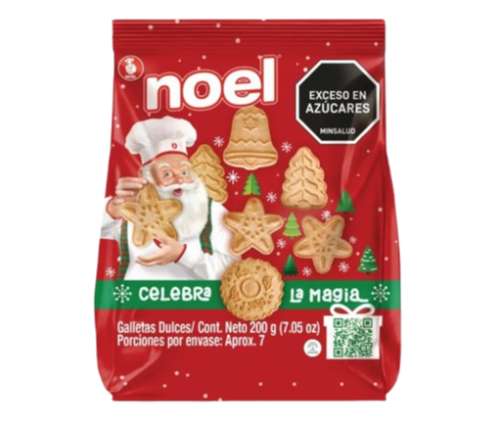 noel
EXCESO EN
AZÚCARES
MINSALUD
CELEBRA LA MAGIA
Galletas Dulces/ Cont. Neto 200 g (7.05 oz)
Porciones por envase: Aprox. 7